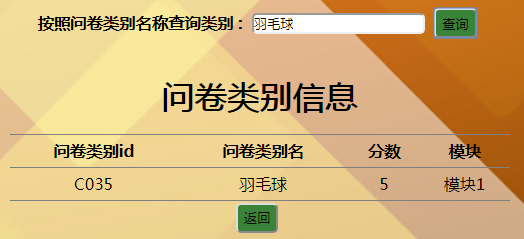 按照问卷类别名称查询类别： 羽毛球 查询
问卷类别信息
问卷类别id 问卷类别名 分数 模块
C035 羽毛球 5 模块1
返回